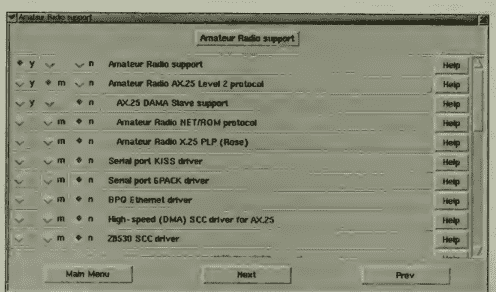 Amateur Radio support
Amateur Radio support
y n Amateur Radio support Help
y m n Amateur Radio AX.25 Level 2 protocol Help
y n AX.25 DAMA Slave support Help
m n Amateur Radio NET/ROM protocol Help
m n Amateur Radio X.25 PLP (Rose) Help
m n Serial port KISS driver Help
m n Serial port 6PACK driver Help
m n BPQ Ethernet driver Help
m n High-speed (DMA) SCC driver for AX.25 Help
m n Z8530 SCC driver Help
Main Menu Next Prev